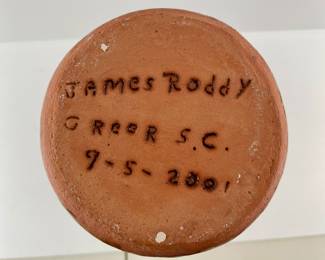 JAMES RODDY
GREER S.C.
9-5-2001